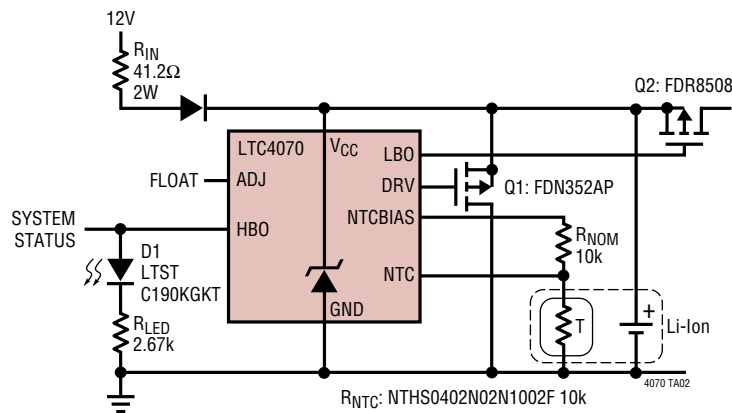 12V
R_IN
41.2Ω
2W
Q2: FDR8508
LTC4070
V_CC
LBO
FLOAT
ADJ
DRV
Q1: FDN352AP
SYSTEM
STATUS
HBO
NTCBIAS
R_NOM
10k
D1
LTST
C190KGKT
NTC
GND
T
+
Li-Ion
R_LED
2.67k
4070 TA02
R_NTC: NTHS0402N02N1002F 10k